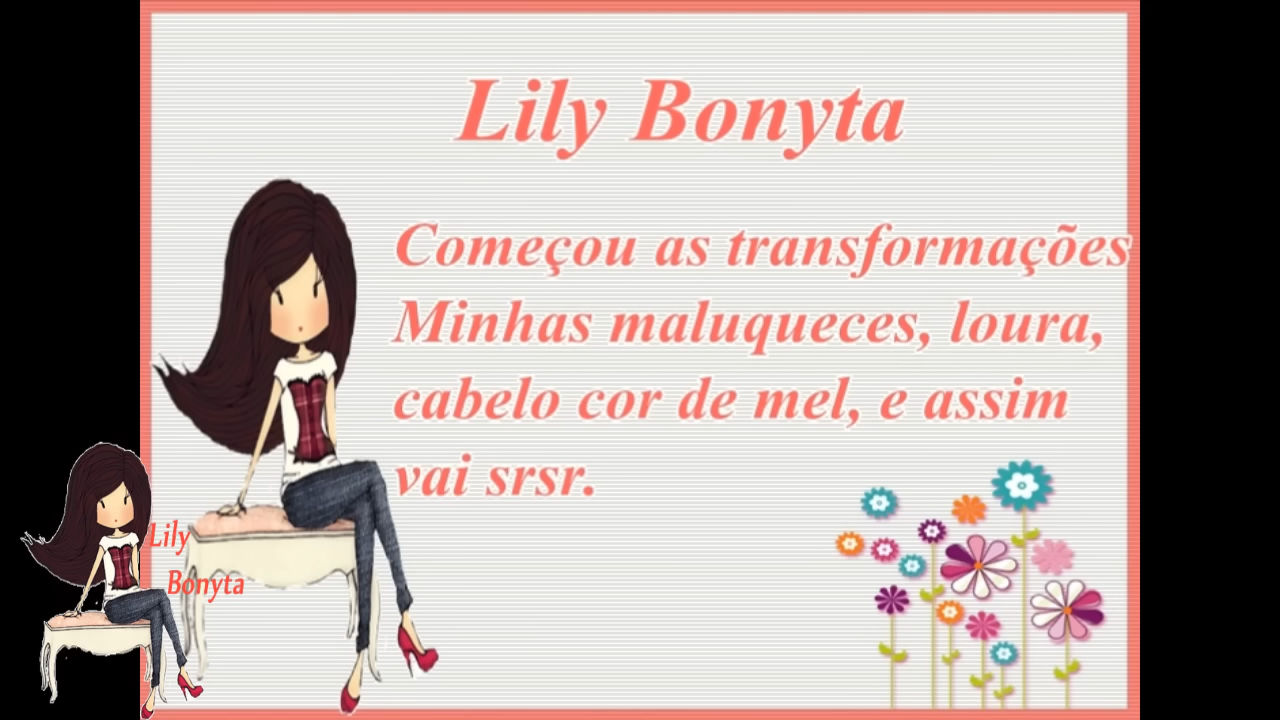 Lily Bonyta
Começou as transformações
Minhas maluqueces, loura,
cabelo cor de mel, e assim
vai srsr.
Lily
Bonyta